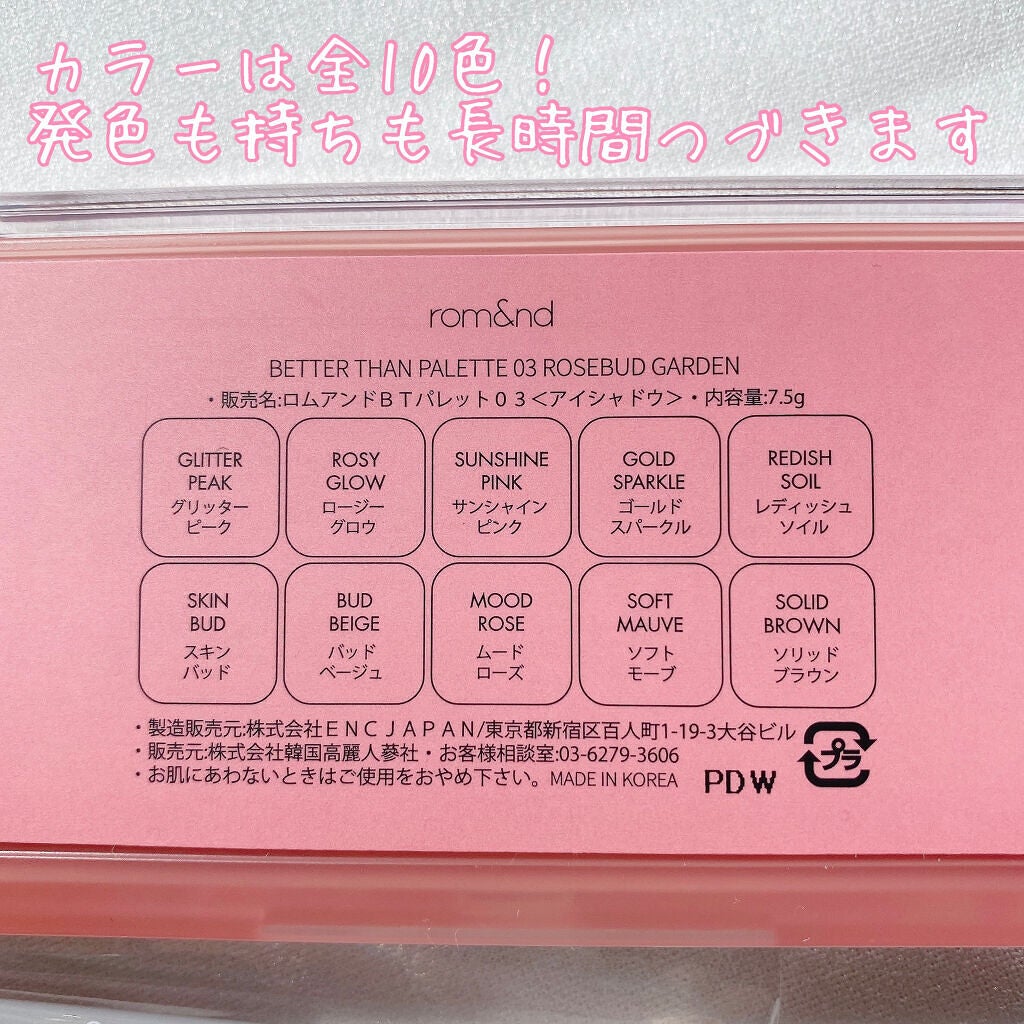 カラーは全10色！
発色も持ちも長時間つづきます
rom&nd
BETTER THAN PALETTE 03 ROSEBUD GARDEN
・販売名:ロムアンドＢＴパレット０３＜アイシャドウ＞・内容量:7.5g
GLITTER
PEAK
グリッター
ピーク
ROSY
GLOW
ロージー
グロウ
SUNSHINE
PINK
サンシャイン
ピンク
GOLD
SPARKLE
ゴールド
スパークル
REDISH
SOIL
レディッシュ
ソイル
SKIN
BUD
スキン
バッド
BUD
BEIGE
バッド
ベージュ
MOOD
ROSE
ムード
ローズ
SOFT
MAUVE
ソフト
モーブ
SOLID
BROWN
ソリッド
ブラウン
・製造販売元:株式会社ＥＮＣ ＪＡＰＡＮ/東京都新宿区百人町1-19-3大谷ビル
・販売元:株式会社韓国高麗人蔘社・お客様相談室:03-6279-3606
・お肌にあわないときはご使用をおやめ下さい。MADE IN KOREA
PDW
プラ